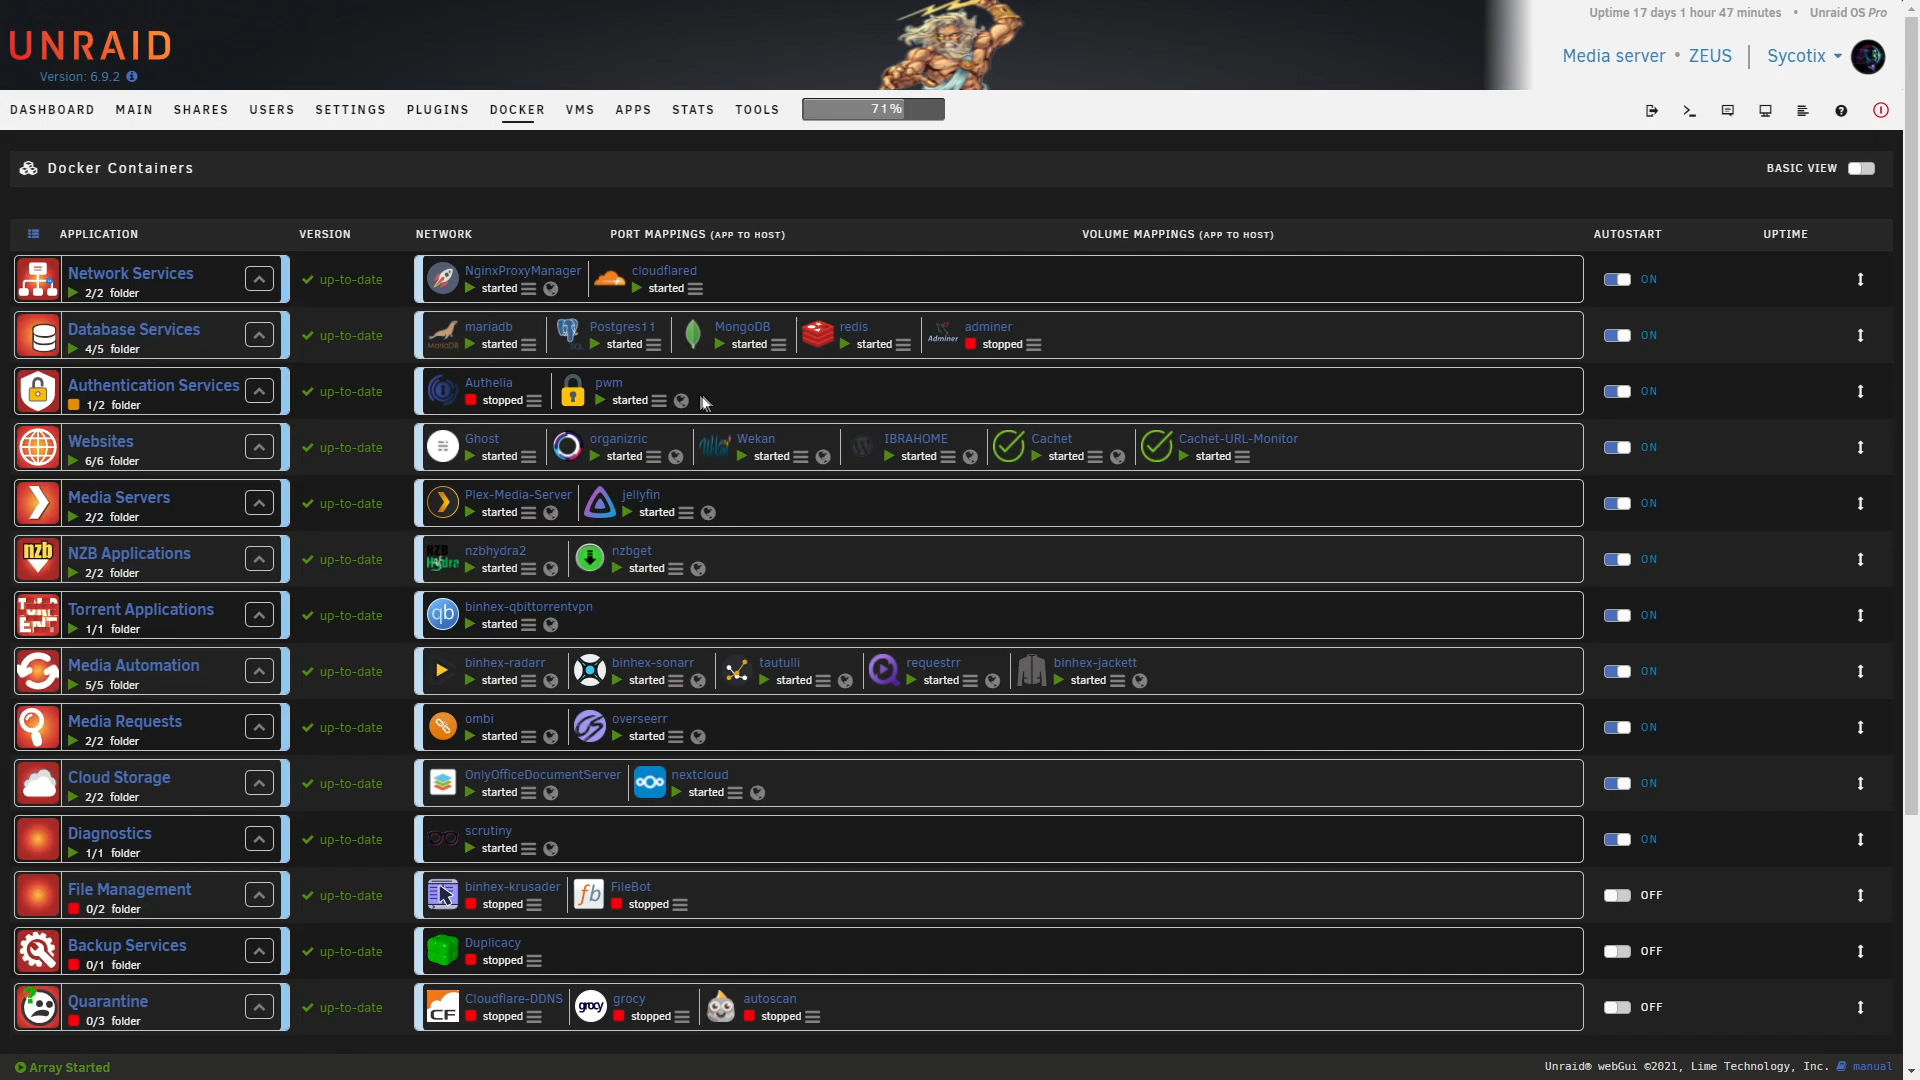 Uptime 17 days 1 hour 47 minutes • Unraid OS Pro
UNRAID
Version: 6.9.2
Media server • ZEUS | Sycotix
DASHBOARD MAIN SHARES USERS SETTINGS PLUGINS DOCKER VMS APPS STATS TOOLS 71%
Docker Containers
BASIC VIEW
APPLICATION VERSION NETWORK PORT MAPPINGS (APP TO HOST) VOLUME MAPPINGS (APP TO HOST) AUTOSTART UPTIME
Network Services
2/2 folder
up-to-date
NginxProxyManager cloudflared
started started
ON
Database Services
4/5 folder
up-to-date
mariadb Postgres11 MongoDB redis adminer
started started started started stopped
MariaDB
Adminer
ON
Authentication Services
1/2 folder
up-to-date
Authelia pwm
stopped started
ON
Websites
6/6 folder
up-to-date
Ghost organizric Wekan IBRAHOME Cachet Cachet-URL-Monitor
started started started started started started
ON
Media Servers
2/2 folder
up-to-date
Plex-Media-Server jellyfin
started started
ON
nzb
NZB Applications
2/2 folder
up-to-date
NZB
Hydra
nzbhydra2 nzbget
started started
ON
TORRENT
Torrent Applications
1/1 folder
up-to-date
qb
binhex-qbittorrentvpn
started
ON
Media Automation
5/5 folder
up-to-date
binhex-radarr binhex-sonarr tautulli requestrr binhex-jackett
started started started started started
ON
Media Requests
2/2 folder
up-to-date
ombi overseerr
started started
ON
Cloud Storage
2/2 folder
up-to-date
OnlyOfficeDocumentServer nextcloud
started started
ON
Diagnostics
1/1 folder
up-to-date
scrutiny
started
ON
File Management
0/2 folder
up-to-date
binhex-krusader FileBot
stopped stopped
fb
OFF
Backup Services
0/1 folder
up-to-date
Duplicacy
stopped
OFF
Quarantine
0/3 folder
up-to-date
CF
Cloudflare-DDNS grocy autoscan
stopped stopped stopped
grocy
OFF
Array Started
Unraid® webGui ©2021, Lime Technology, Inc. manual